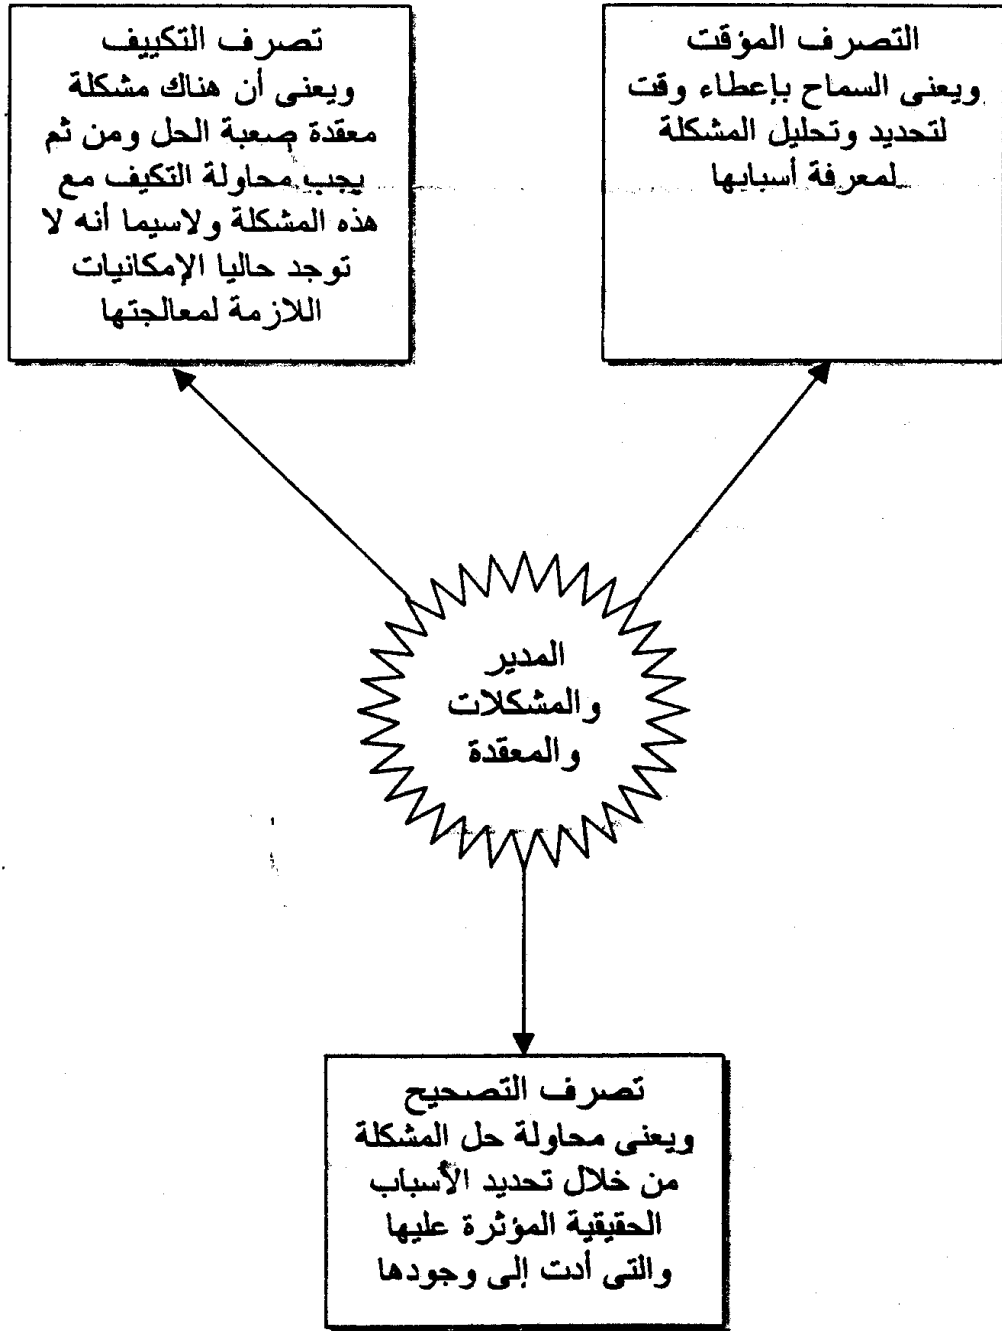 التصرف المؤقت
ويعنى السماح بإعطاء وقت
لتحديد وتحليل المشكلة
لمعرفة أسبابها
تصرف التكييف
ويعنى أن هناك مشكلة
معقدة صعبة الحل ومن ثم
يجب محاولة التكيف مع
هذه المشكلة ولاسيما أنه لا
توجد حاليا الإمكانيات
اللازمة لمعالجتها
المدير
والمشكلات
والمعقدة
تصرف التصحيح
ويعنى محاولة حل المشكلة
من خلال تحديد الأسباب
الحقيقية المؤثرة عليها
والتى أدت إلى وجودها